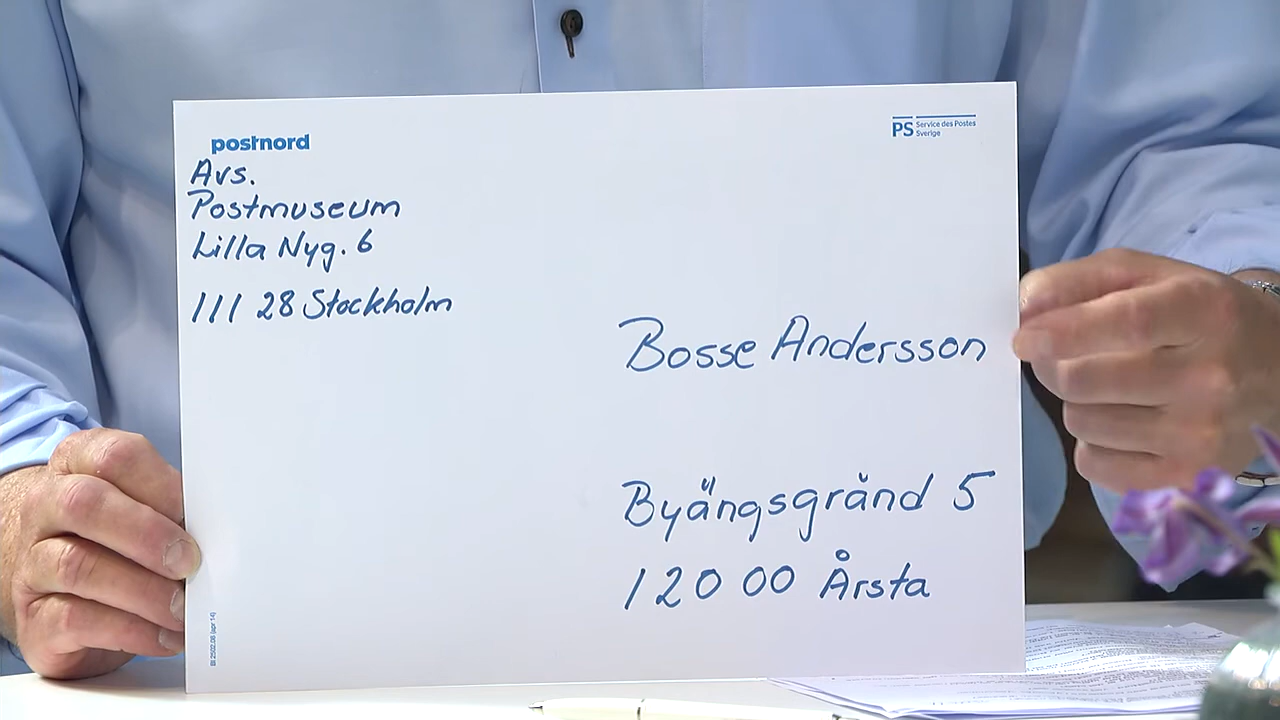 postnord
PS Service des Postes
Sverige
Avs.
Postmuseum
Lilla Nyg. 6
111 28 Stockholm
Bosse Andersson
Byängsgränd 5
120 00 Årsta